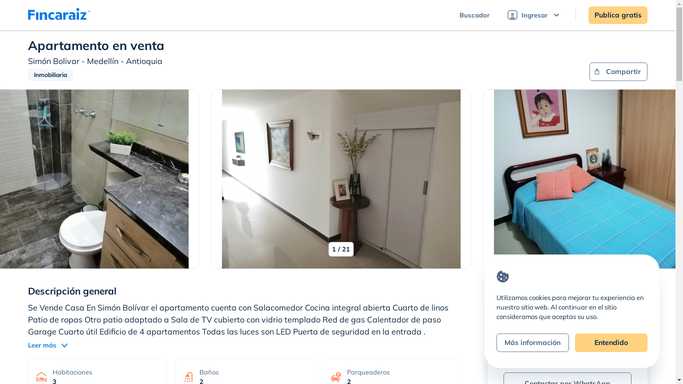 Fincaraiz
Buscador
Ingresar
Publica gratis
Apartamento en venta
Simón Bolivar - Medellín - Antioquia
Inmobiliaria
Compartir
1 / 21
Descripción general
Se Vende Casa En Simón Bolívar el apartamento cuenta con Salacomedor Cocina integral abierta Cuarto de linos
Patio de ropas Otro patio adaptado a Sala de TV cubierto con vidrio templado Red de gas Calentador de paso
Garage Cuarto útil Edificio de 4 apartamentos Todas las luces son LED Puerta de seguridad en la entrada .
Leer más
Habitaciones
3
Baños
2
Parqueaderos
2
Utilizamos cookies para mejorar tu experiencia en
nuestro sitio web. Al continuar en el sitio
consideramos que aceptas su uso.
Más información
Entendido
Contactar por WhatsApp